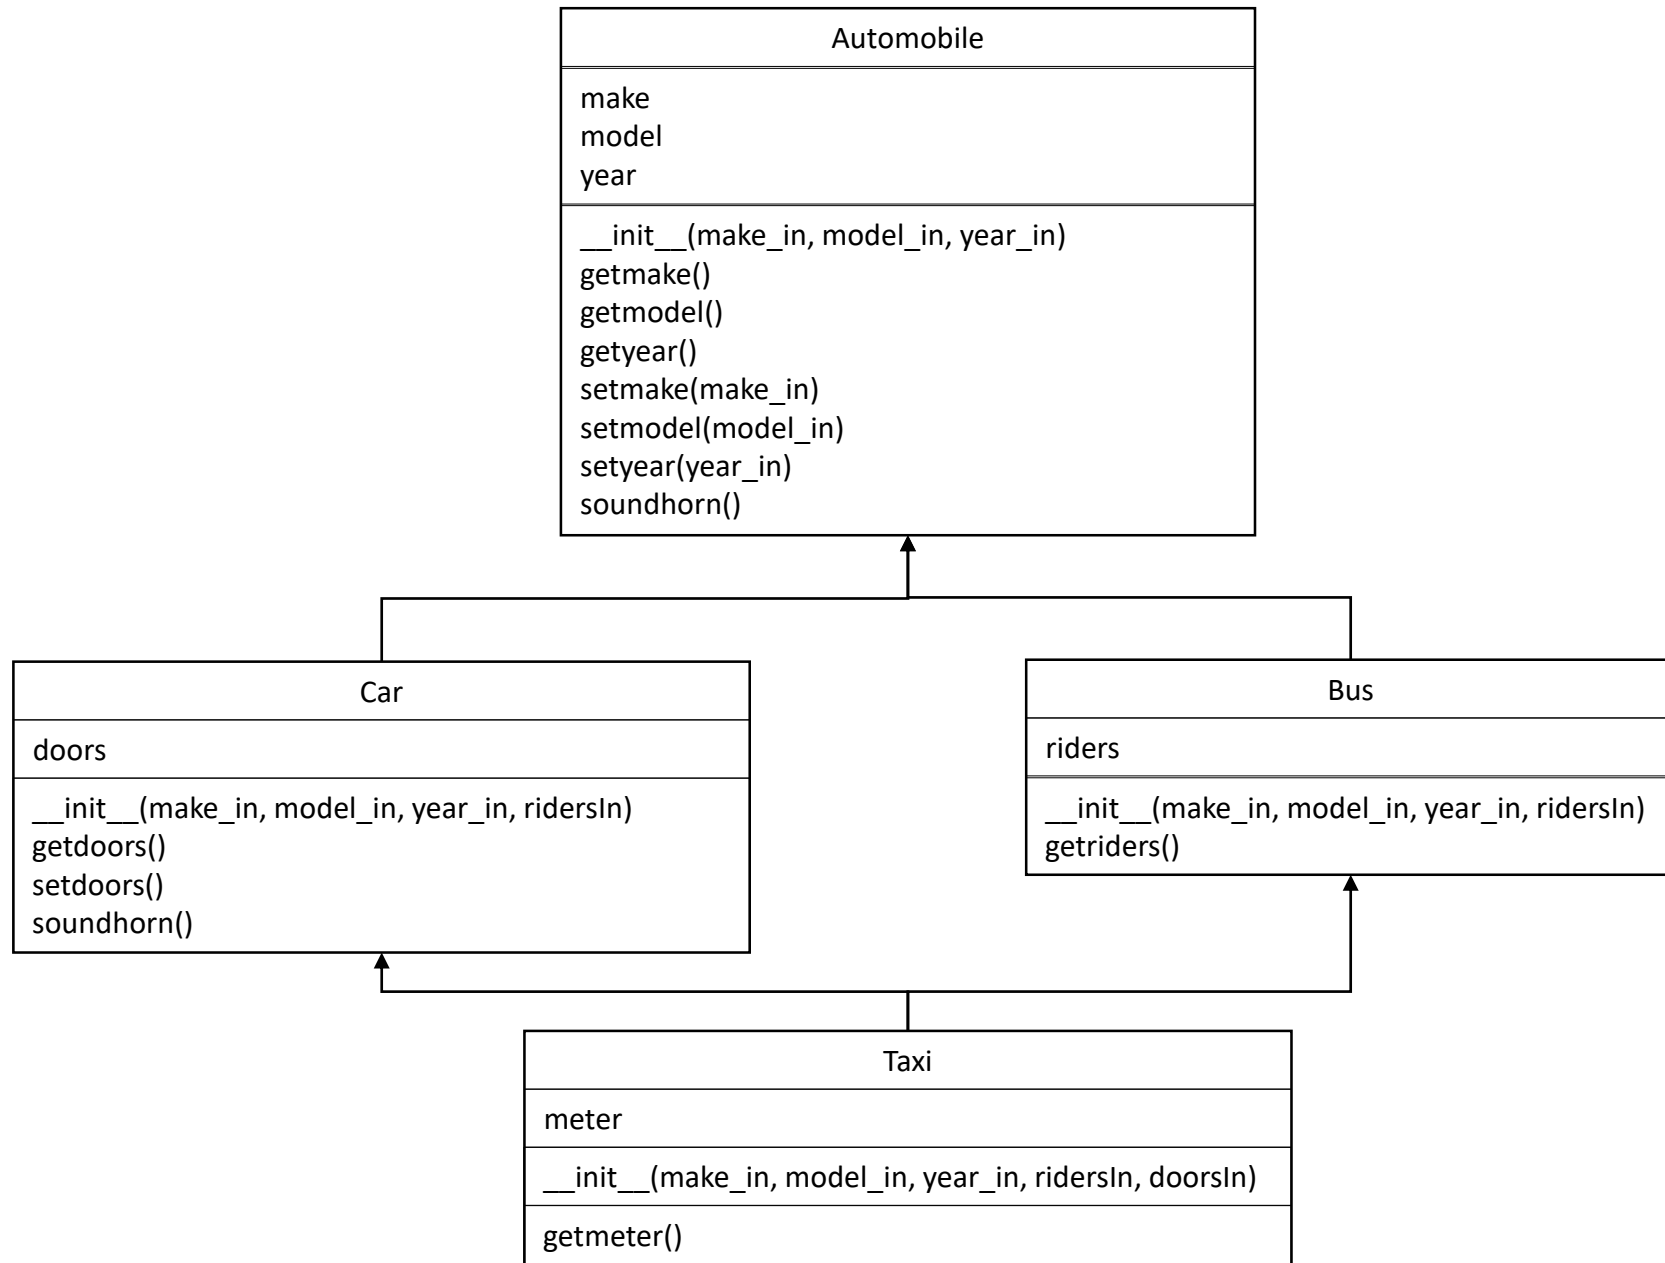 Automobile
make
model
year
__init__(make_in, model_in, year_in)
getmake()
getmodel()
getyear()
setmake(make_in)
setmodel(model_in)
setyear(year_in)
soundhorn()
Car
doors
__init__(make_in, model_in, year_in, ridersIn)
getdoors()
setdoors()
soundhorn()
Bus
riders
__init__(make_in, model_in, year_in, ridersIn)
getriders()
Taxi
meter
__init__(make_in, model_in, year_in, ridersIn, doorsIn)
getmeter()